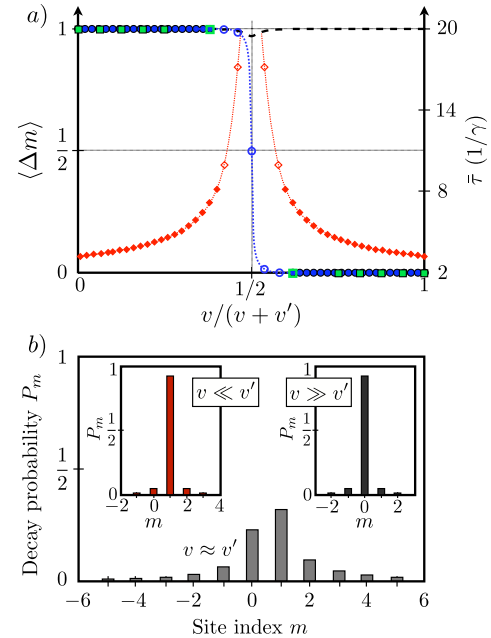 a)
1
1/2
0
⟨Δm⟩
20
14
8
2
τ̄ (1/γ)
0
1/2
1
v/(v + v′)
b)
1
1/2
0
Decay probability P_m
1
1/2
0
P_m
−2 0 2 4
m
v ≪ v′
1
1/2
0
P_m
−2 0 2
m
v ≫ v′
v ≈ v′
−6 −4 −2 0 2 4 6
Site index m